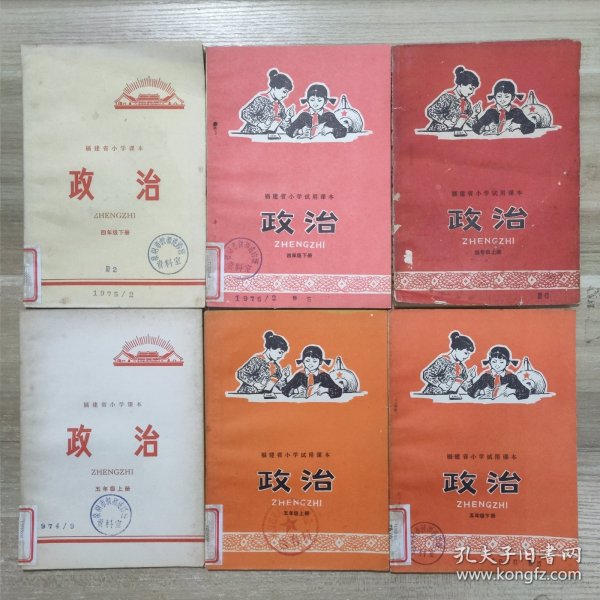 福建省小学课本
政治
ZHENGZHI
四年级下册
资料室
1975/2
福建省小学试用课本
政治
ZHENGZHI
四年级下册
1976/2
福建省小学试用课本
政治
ZHENGZHI
四年级上册
福建省小学课本
政治
ZHENGZHI
五年级上册
资料室
974/9
福建省小学试用课本
政治
ZHENGZHI
五年级上册
福建省小学试用课本
政治
ZHENGZHI
五年级下册
孔夫子旧书网
www.kongfz.com